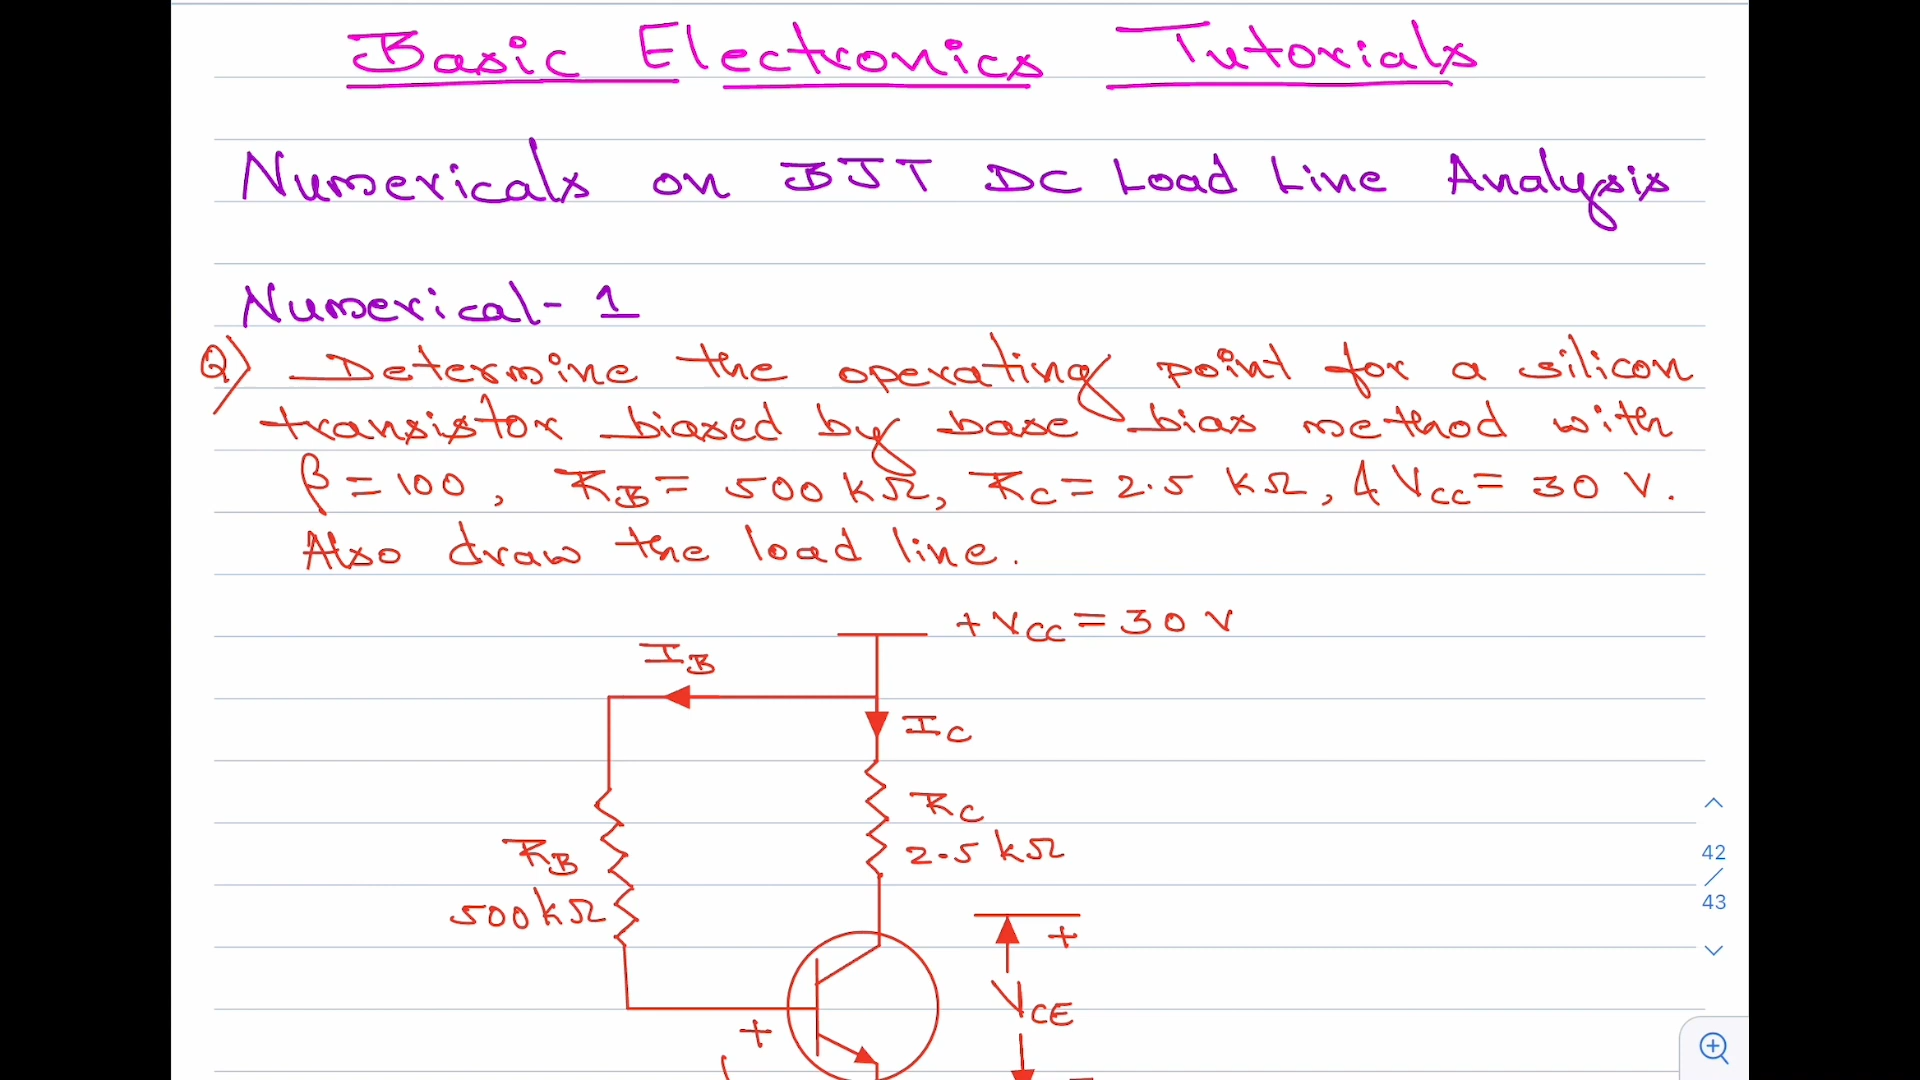 Basic Electronics Tutorials
Numericals on BJT DC Load Line Analysis
Numerical-1
Q) Determine the operating point for a silicon
transistor biased by base bias method with
β=100, RB= 500 kΩ, RC= 2.5 kΩ, & VCC= 30 V.
Also draw the load line.
+VCC= 30 V
IB
IC
RC
2.5 kΩ
RB
500kΩ
+
VCE
+
42
/
43